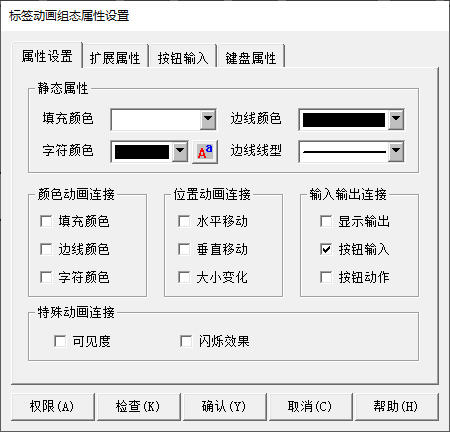 标签动画组态属性设置
属性设置 扩展属性 按钮输入 键盘属性
静态属性
填充颜色 边线颜色
字符颜色 Aa 边线线型
颜色动画连接 位置动画连接 输入输出连接
填充颜色 水平移动 显示输出
边线颜色 垂直移动 按钮输入
字符颜色 大小变化 按钮动作
特殊动画连接
可见度 闪烁效果
权限(A) 检查(K) 确认(Y) 取消(C) 帮助(H)